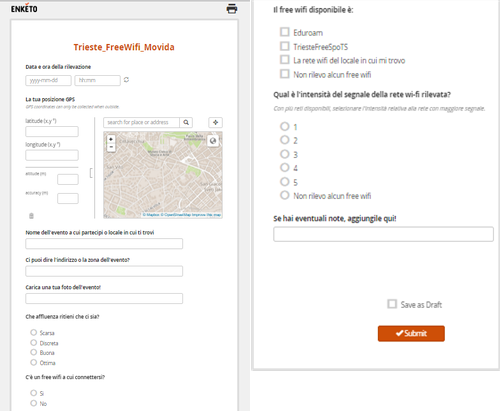 ENKETO
Trieste_FreeWifi_Movida
Data e ora della rilevazione
yyyy-mm-dd
hh:mm
La tua posizione GPS
GPS coordinates can only be collected when outside.
latitude (x.y °)
search for place or address
longitude (x.y °)
altitude (m)
accuracy (m)
+
-
© Mapbox © OpenStreetMap Improve this map
Nome dell'evento a cui partecipi o locale in cui ti trovi
Ci puoi dire l'indirizzo o la zona dell'evento?
Carica una tua foto dell'evento!
Che affluenza ritieni che ci sia?
Scarsa
Discreta
Buona
Ottima
C'è un free wifi a cui connettersi?
Si
No
Il free wifi disponibile è:
Eduroam
TriesteFreeSpoTS
La rete wifi del locale in cui mi trovo
Non rilevo alcun free wifi
Qual è l'intensità del segnale della rete wi-fi rilevata?
Con più reti disponibili, selezionare l'intensità relativa alla rete con maggiore segnale.
1
2
3
4
5
Non rilevo alcun free wifi
Se hai eventuali note, aggiungile qui!
Save as Draft
Submit